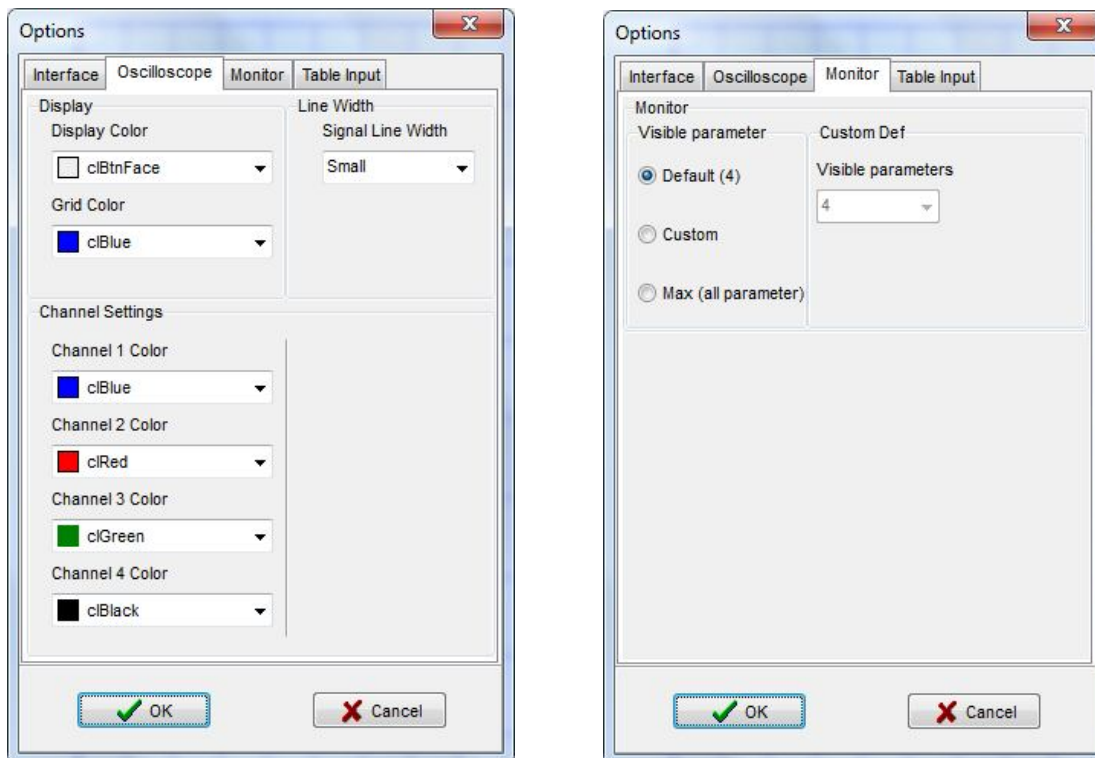 Options
Interface Oscilloscope Monitor Table Input
Display
Display Color
clBtnFace
Grid Color
clBlue
Line Width
Signal Line Width
Small
Channel Settings
Channel 1 Color
clBlue
Channel 2 Color
clRed
Channel 3 Color
clGreen
Channel 4 Color
clBlack
OK Cancel
Options
Interface Oscilloscope Monitor Table Input
Monitor
Visible parameter
Default (4)
Custom
Max (all parameter)
Custom Def
Visible parameters
4
OK Cancel